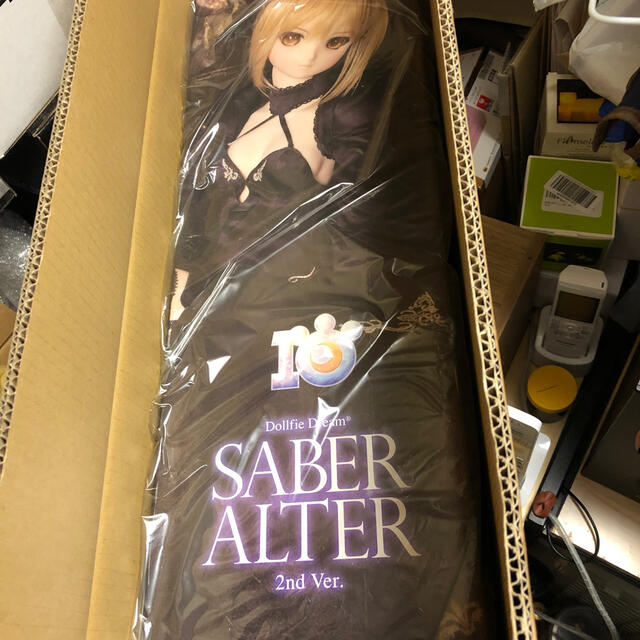 10
Dollfie Dream®
SABER
ALTER
2nd Ver.